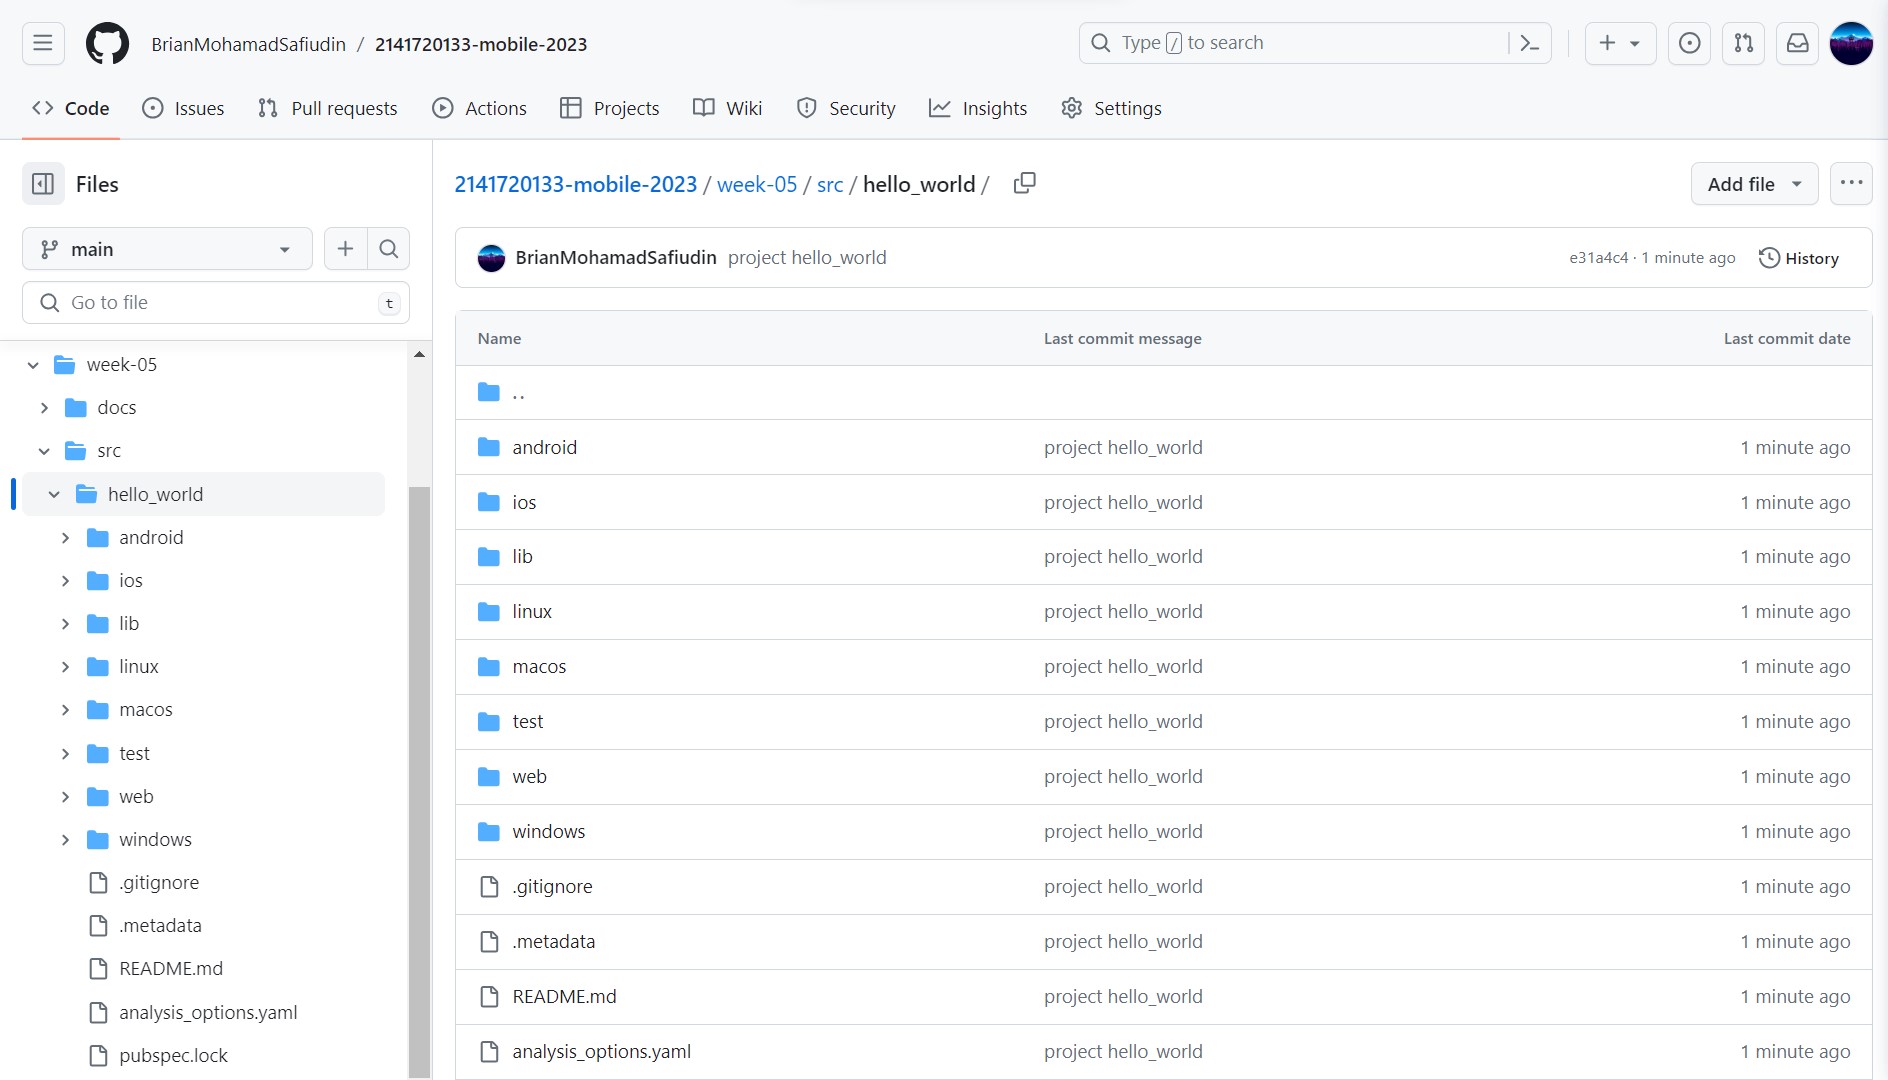 BrianMohamadSafiudin / 2141720133-mobile-2023
Type / to search
Code Issues Pull requests Actions Projects Wiki Security Insights Settings
Files
2141720133-mobile-2023 / week-05 / src / hello_world /
Add file
main
BrianMohamadSafiudin project hello_world
e31a4c4 · 1 minute ago
History
Go to file
t
Name Last commit message Last commit date
week-05
docs
src
hello_world
android
ios
lib
linux
macos
test
web
windows
.gitignore
.metadata
README.md
analysis_options.yaml
pubspec.lock
..
android project hello_world 1 minute ago
ios project hello_world 1 minute ago
lib project hello_world 1 minute ago
linux project hello_world 1 minute ago
macos project hello_world 1 minute ago
test project hello_world 1 minute ago
web project hello_world 1 minute ago
windows project hello_world 1 minute ago
.gitignore project hello_world 1 minute ago
.metadata project hello_world 1 minute ago
README.md project hello_world 1 minute ago
analysis_options.yaml project hello_world 1 minute ago